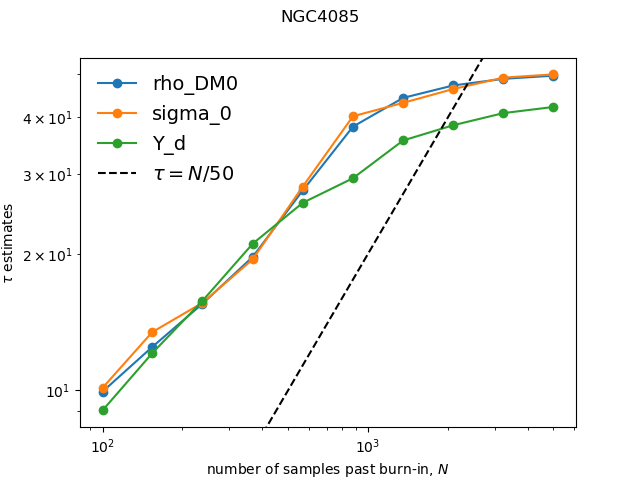 NGC4085
rho_DM0
sigma_0
Y_d
τ = N/50
4 × 10¹
3 × 10¹
2 × 10¹
10¹
τ estimates
10² 10³
number of samples past burn-in, N